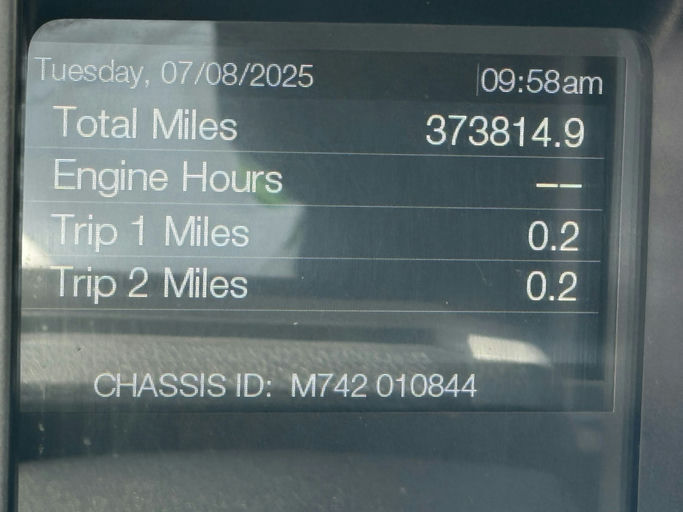 Tuesday, 07/08/2025 09:58am
Total Miles 373814.9
Engine Hours --
Trip 1 Miles 0.2
Trip 2 Miles 0.2
CHASSIS ID: M742 010844